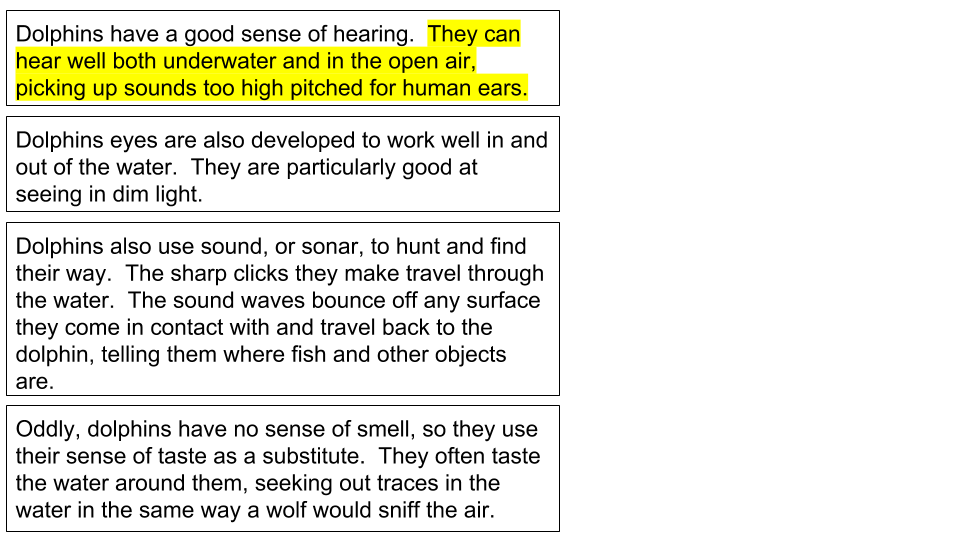 Dolphins have a good sense of hearing.  They can
hear well both underwater and in the open air,
picking up sounds too high pitched for human ears.
Dolphins eyes are also developed to work well in and
out of the water.  They are particularly good at
seeing in dim light.
Dolphins also use sound, or sonar, to hunt and find
their way.  The sharp clicks they make travel through
the water.  The sound waves bounce off any surface
they come in contact with and travel back to the
dolphin, telling them where fish and other objects
are.
Oddly, dolphins have no sense of smell, so they use
their sense of taste as a substitute.  They often taste
the water around them, seeking out traces in the
water in the same way a wolf would sniff the air.